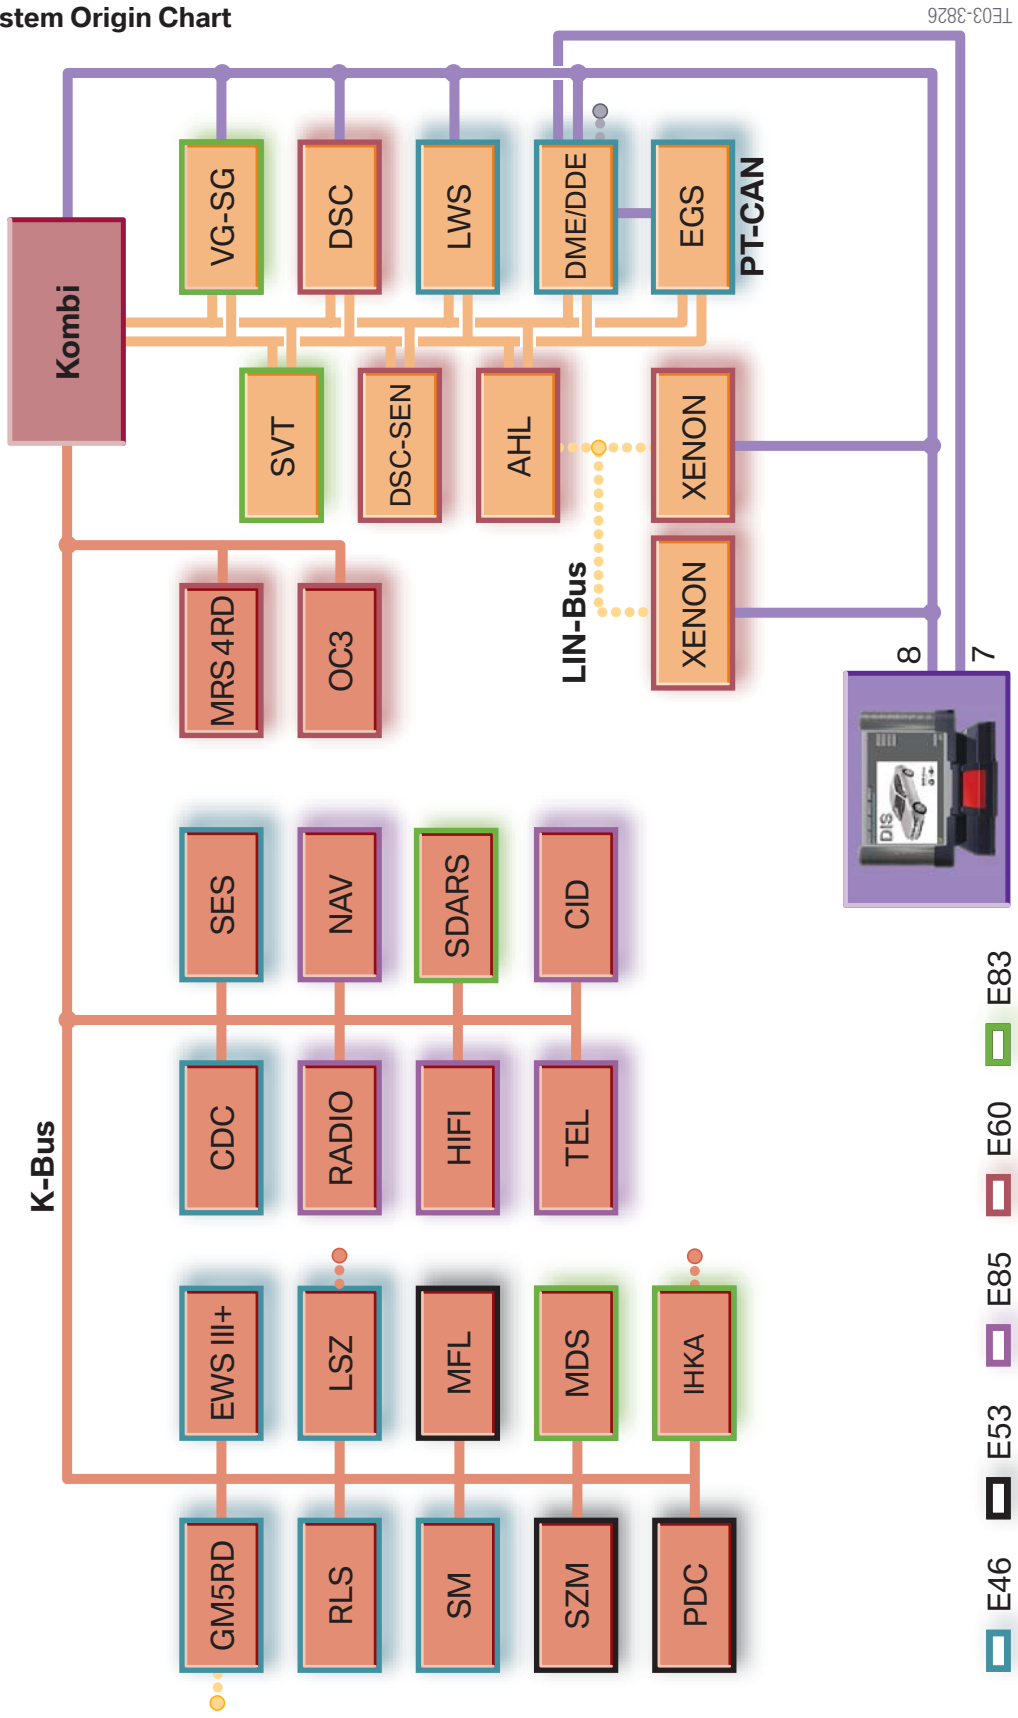 stem Origin Chart
TE03-3826
Kombi
VG-SG
DSC
LWS
DME/DDE
EGS
PT-CAN
SVT
DSC-SEN
AHL
XENON
XENON
LIN-Bus
MRS 4RD
OC3
8
7
DIS
SES
NAV
SDARS
CID
K-Bus
CDC
RADIO
HIFI
TEL
EWS III+
LSZ
MFL
MDS
IHKA
GM5RD
RLS
SM
SZM
PDC
E46
E53
E85
E60
E83